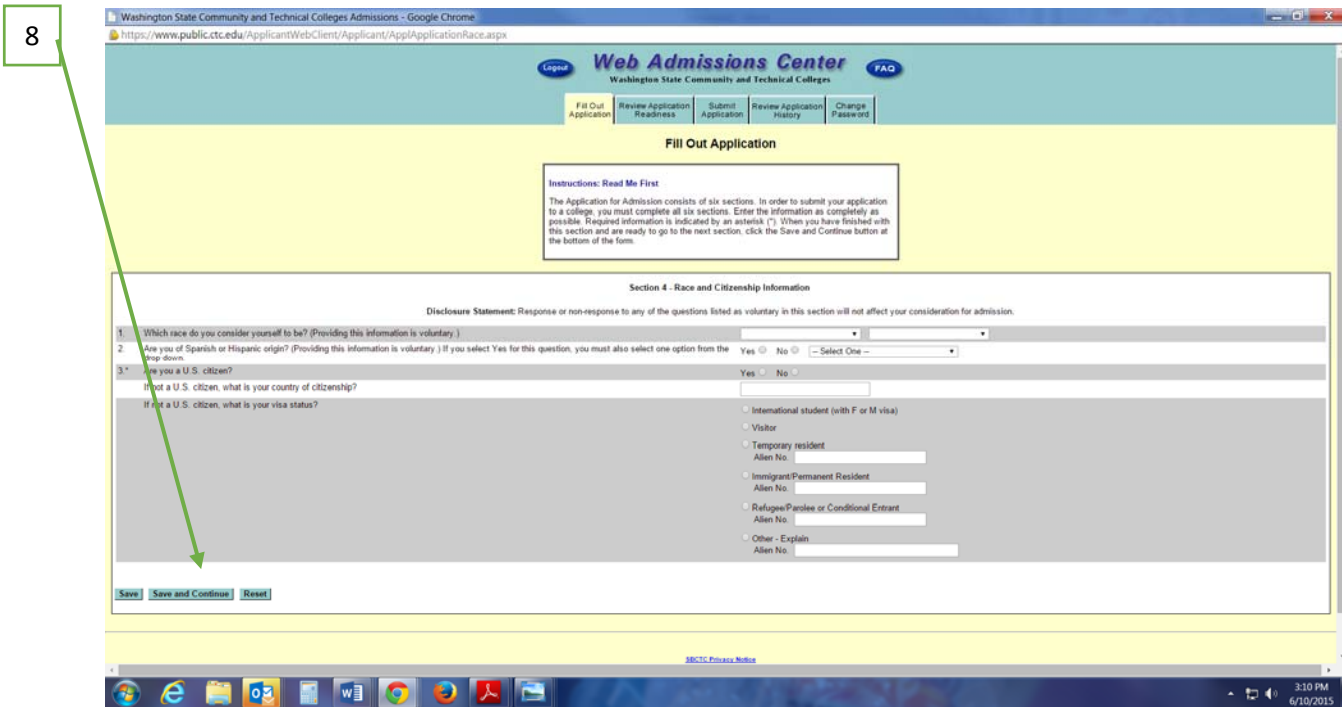 8
Washington State Community and Technical Colleges Admissions - Google Chrome
https://www.public.ctc.edu/ApplicantWebClient/Applicant/ApplApplicationRace.aspx
Logout
Web Admissions Center
FAQ
Washington State Community and Technical Colleges
Fill Out Application
Review Application Readiness
Submit Application
Review Application History
Change Password
Fill Out Application
Instructions: Read Me First
The Application for Admission consists of six sections. In order to submit your application
to a college, you must complete all six sections. Enter the information as completely as
possible. Required information is indicated by an asterisk (*). When you have finished with
this section and are ready to go to the next section, click the Save and Continue button at
the bottom of the form.
Section 4 - Race and Citizenship Information
Disclosure Statement: Response or non-response to any of the questions listed as voluntary in this section will not affect your consideration for admission.
1. Which race do you consider yourself to be? (Providing this information is voluntary.)
2. Are you of Spanish or Hispanic origin? (Providing this information is voluntary.) If you select Yes for this question, you must also select one option from the
drop down.
Yes No -- Select One --
3.* Are you a U.S. citizen? Yes No
If not a U.S. citizen, what is your country of citizenship?
If not a U.S. citizen, what is your visa status?
International student (with F or M visa)
Visitor
Temporary resident
Alien No.
Immigrant/Permanent Resident
Alien No.
Refugee/Parolee or Conditional Entrant
Alien No.
Other - Explain
Alien No.
Save Save and Continue Reset
SBCTC Privacy Notice
3:10 PM
6/10/2015